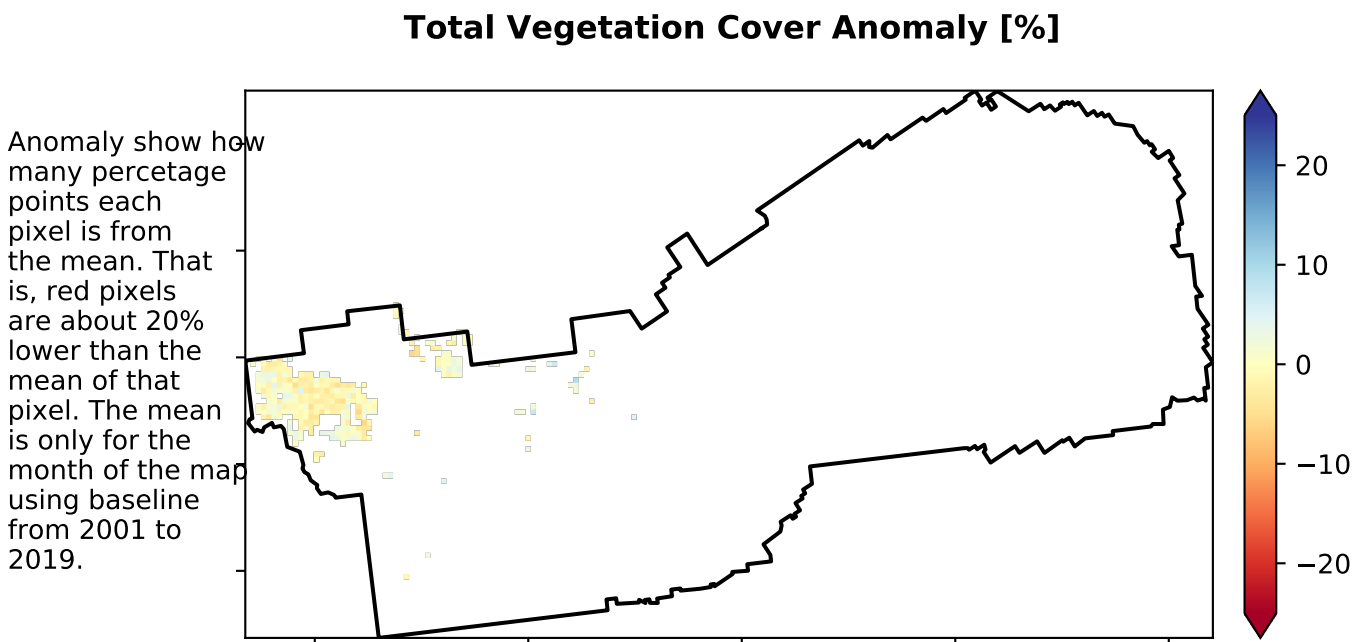 Total Vegetation Cover Anomaly [%]
Anomaly show how
many percetage
points each
pixel is from
the mean. That
is, red pixels
are about 20%
lower than the
mean of that
pixel. The mean
is only for the
month of the map
using baseline
from 2001 to
2019.
20
10
0
−10
−20